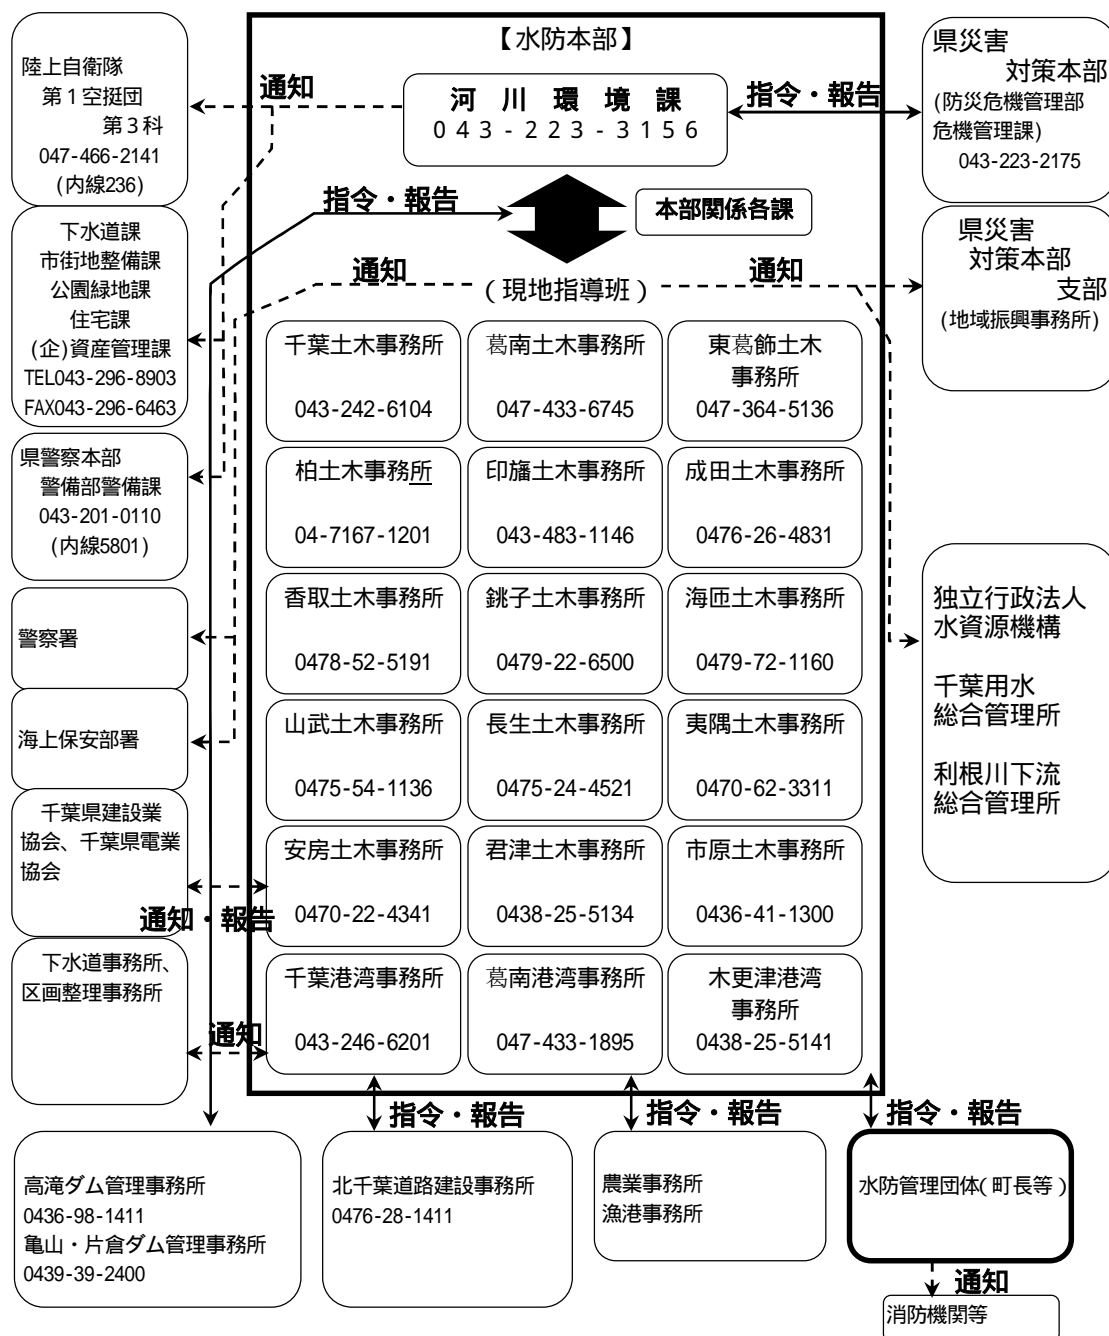 【水防本部】
河川環境課
043-223-3156
指令・報告
本部関係各課
通知
通知
(現地指導班)
通知
指令・報告
陸上自衛隊
第1空挺団
第3科
047-466-2141
(内線236)
下水道課
市街地整備課
公園緑地課
住宅課
(企)資産管理課
TEL043-296-8903
FAX043-296-6463
県警察本部
警備部警備課
043-201-0110
(内線5801)
警察署
海上保安部署
千葉県建設業
協会、千葉県電業
協会
通知・報告
下水道事務所、
区画整理事務所
通知
県災害
対策本部
(防災危機管理部
危機管理課)
043-223-2175
県災害
対策本部
支部
(地域振興事務所)
独立行政法人
水資源機構
千葉用水
総合管理所
利根川下流
総合管理所
千葉土木事務所
043-242-6104
葛南土木事務所
047-433-6745
東葛飾土木
事務所
047-364-5136
柏土木事務所
04-7167-1201
印旛土木事務所
043-483-1146
成田土木事務所
0476-26-4831
香取土木事務所
0478-52-5191
銚子土木事務所
0479-22-6500
海匝土木事務所
0479-72-1160
山武土木事務所
0475-54-1136
長生土木事務所
0475-24-4521
夷隅土木事務所
0470-62-3311
安房土木事務所
0470-22-4341
君津土木事務所
0438-25-5134
市原土木事務所
0436-41-1300
千葉港湾事務所
043-246-6201
葛南港湾事務所
047-433-1895
木更津港湾
事務所
0438-25-5141
指令・報告
指令・報告
指令・報告
高滝ダム管理事務所
0436-98-1411
亀山・片倉ダム管理事務所
0439-39-2400
北千葉道路建設事務所
0476-28-1411
農業事務所
漁港事務所
水防管理団体(町長等)
通知
消防機関等